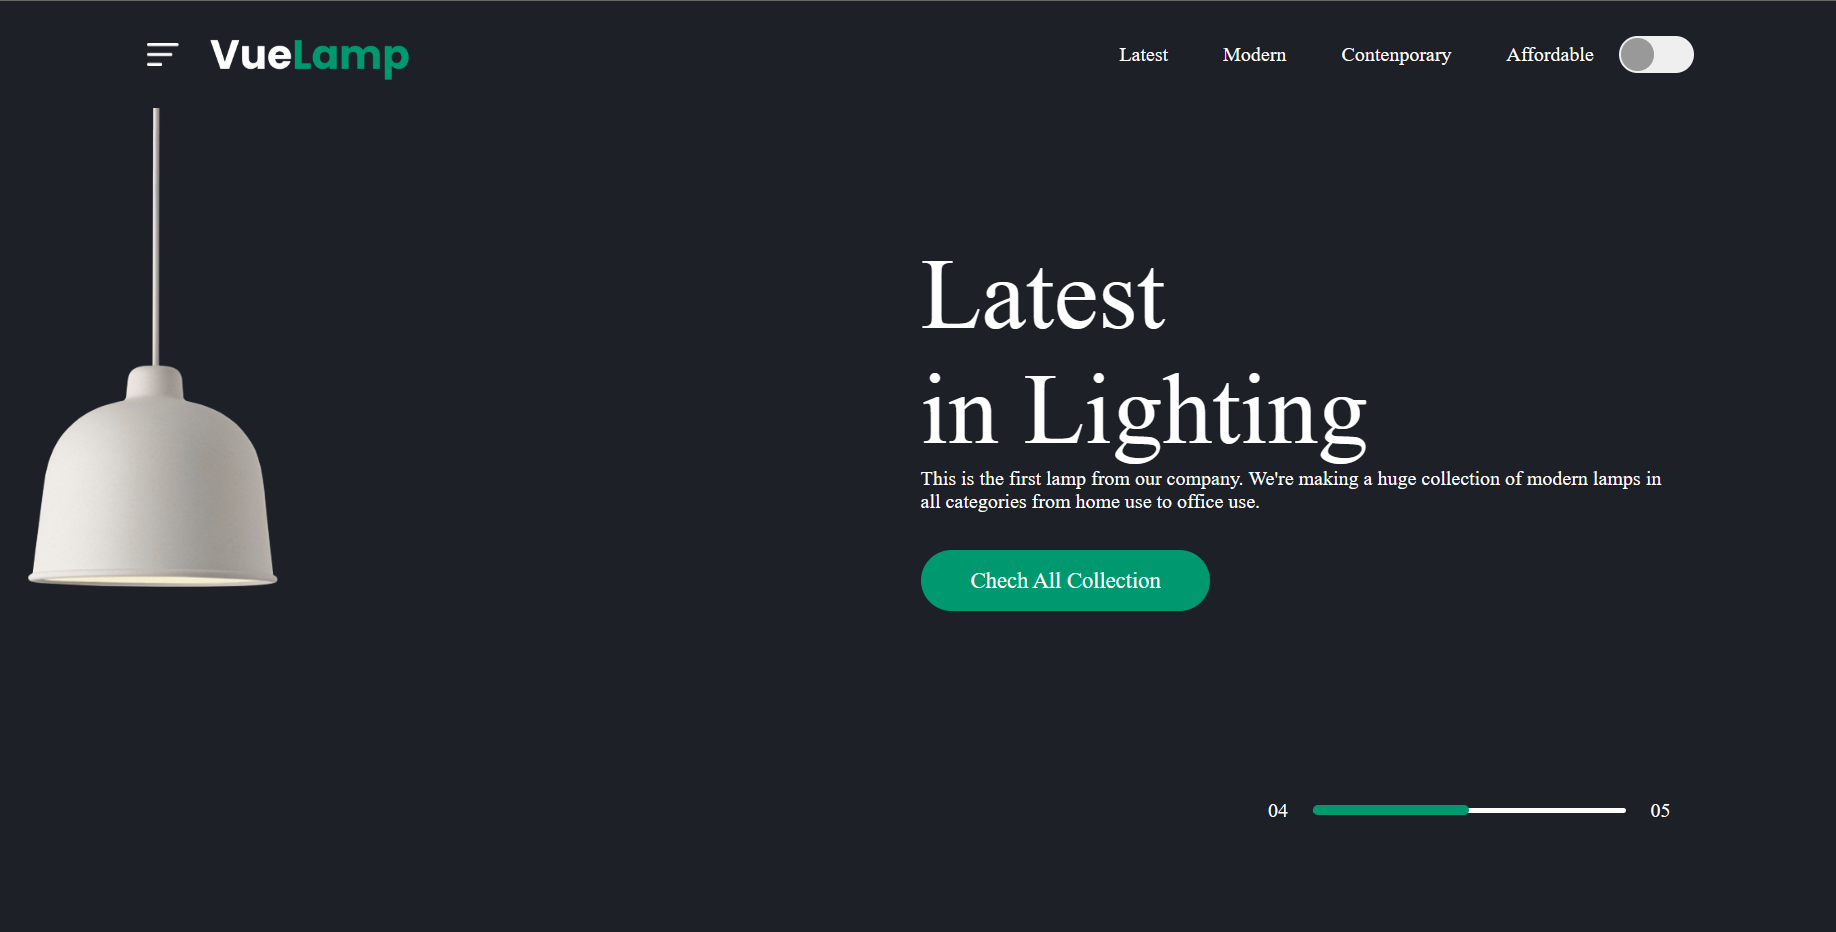 VueLamp
Latest
Modern
Contenporary
Affordable
Latest
in Lighting
This is the first lamp from our company. We're making a huge collection of modern lamps in
all categories from home use to office use.
Chech All Collection
04
05